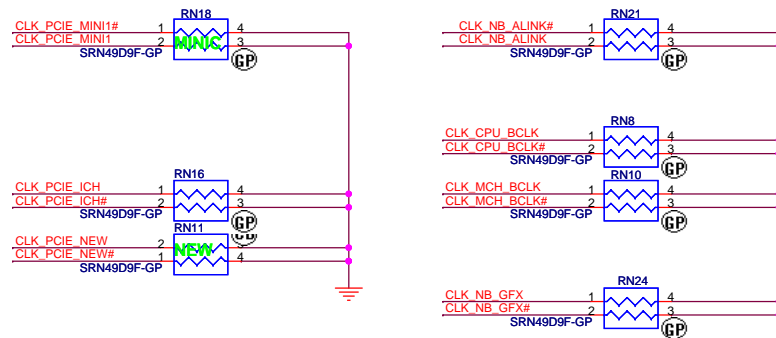 RN18
CLK_PCIE_MINI1# 1 4
CLK_PCIE_MINI1 2 3
MINIC
SRN49D9F-GP
GP
RN16
CLK_PCIE_ICH 1 4
CLK_PCIE_ICH# 2 3
SRN49D9F-GP
GP
RN11
CLK_PCIE_NEW 2 3
CLK_PCIE_NEW# 1 4
NEW
SRN49D9F-GP
RN21
CLK_NB_ALINK# 1 4
CLK_NB_ALINK 2 3
SRN49D9F-GP
GP
RN8
CLK_CPU_BCLK 1 4
CLK_CPU_BCLK# 2 3
SRN49D9F-GP
GP
RN10
CLK_MCH_BCLK 1 4
CLK_MCH_BCLK# 2 3
SRN49D9F-GP
GP
RN24
CLK_NB_GFX 1 4
CLK_NB_GFX# 2 3
SRN49D9F-GP
GP